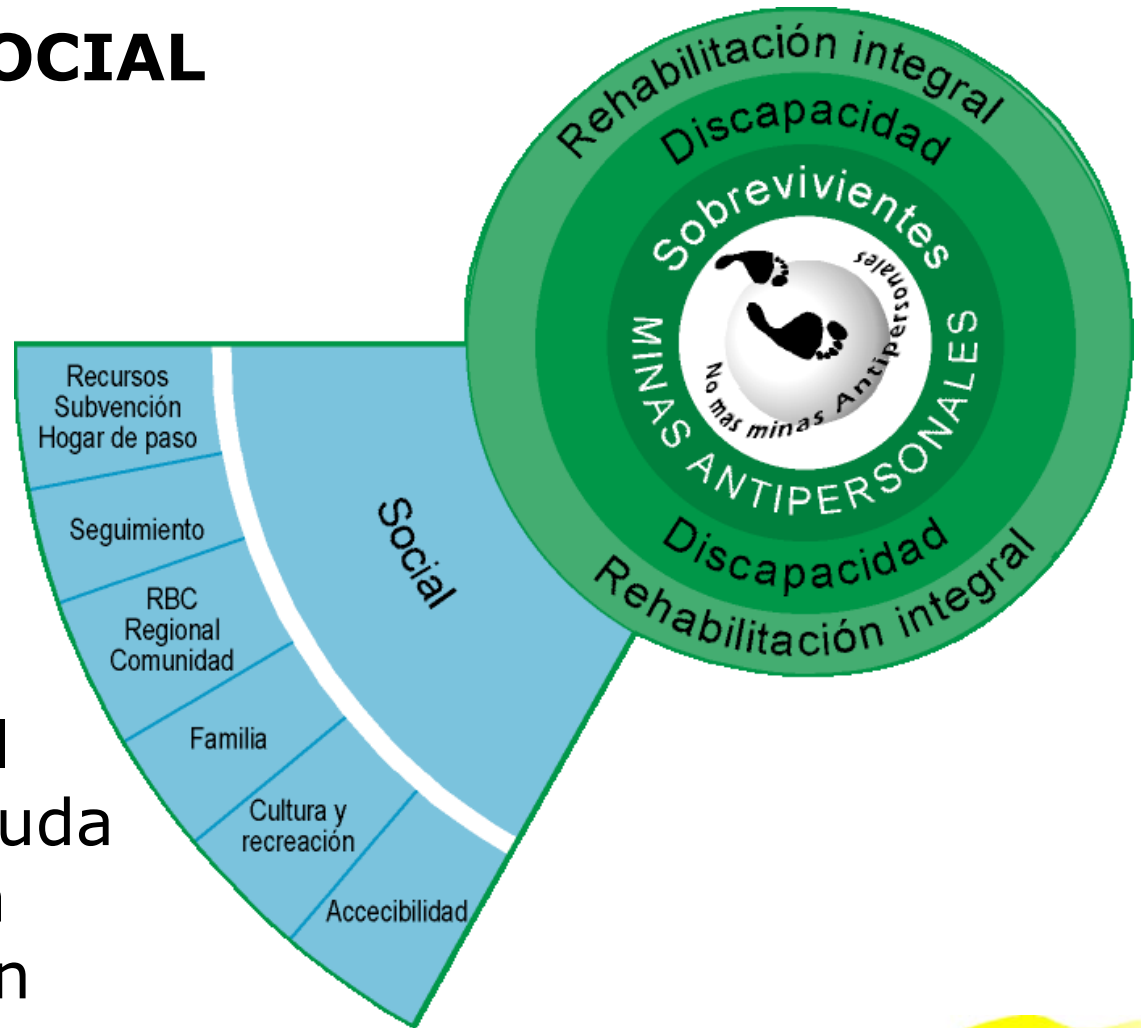 OCIAL
Rehabilitación integral
Discapacidad
Sobrevivientes
No mas minas Antipersonales
MINAS ANTIPERSONALES
Discapacidad
Rehabilitación integral
Social
Recursos
Subvención
Hogar de paso
Seguimiento
RBC
Regional
Comunidad
Familia
Cultura y
recreación
Accecibilidad
uda
n